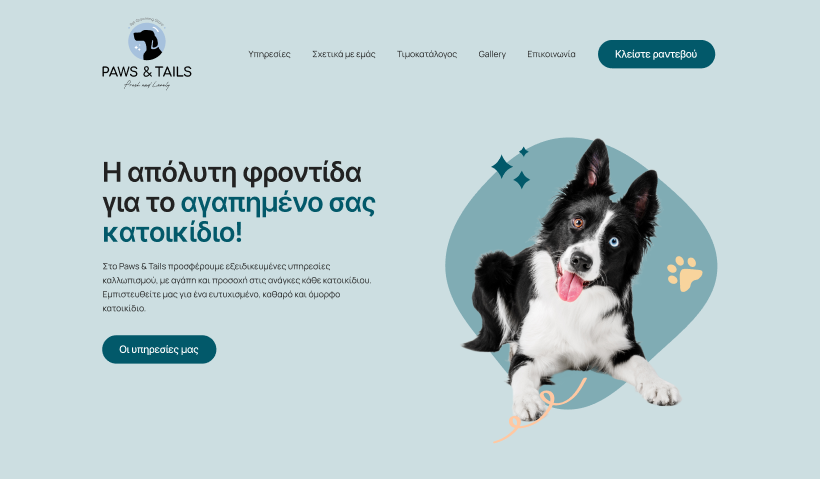 PAWS & TAILS
Fresh and Lovely
Υπηρεσίες
Σχετικά με εμάς
Τιμοκατάλογος
Gallery
Επικοινωνία
Κλείστε ραντεβού
Η απόλυτη φροντίδα
για το αγαπημένο σας
κατοικίδιο!
Στο Paws & Tails προσφέρουμε εξειδικευμένες υπηρεσίες
καλλωπισμού, με αγάπη και προσοχή στις ανάγκες κάθε κατοικιδίου.
Εμπιστευθείτε μας για ένα ευτυχισμένο, καθαρό και όμορφο
κατοικίδιο.
Οι υπηρεσίες μας